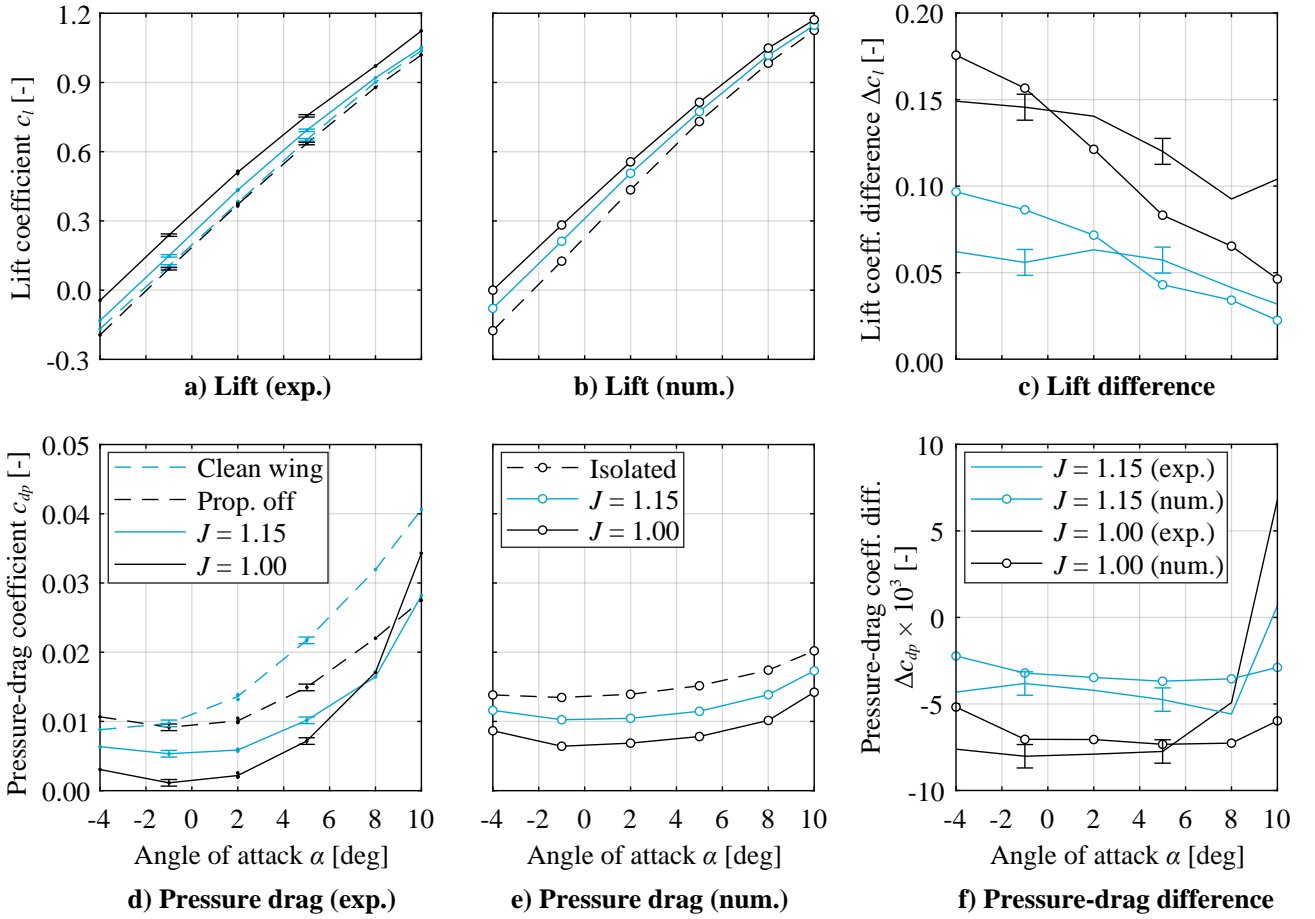 1.2
0.9
0.6
0.3
0.0
-0.3
Lift coefficient c_l [-]
a) Lift (exp.)
b) Lift (num.)
0.20
0.15
0.10
0.05
0.00
Lift coeff. difference Δc_l [-]
c) Lift difference
0.05
0.04
0.03
0.02
0.01
0.00
Pressure-drag coefficient c_dp [-]
Clean wing
Prop. off
J = 1.15
J = 1.00
-4 -2 0 2 4 6 8 10
Angle of attack α [deg]
d) Pressure drag (exp.)
Isolated
J = 1.15
J = 1.00
-4 -2 0 2 4 6 8 10
Angle of attack α [deg]
e) Pressure drag (num.)
10
5
0
-5
-10
Pressure-drag coeff. diff.
Δc_dp × 10³ [-]
J = 1.15 (exp.)
J = 1.15 (num.)
J = 1.00 (exp.)
J = 1.00 (num.)
-4 -2 0 2 4 6 8 10
Angle of attack α [deg]
f) Pressure-drag difference